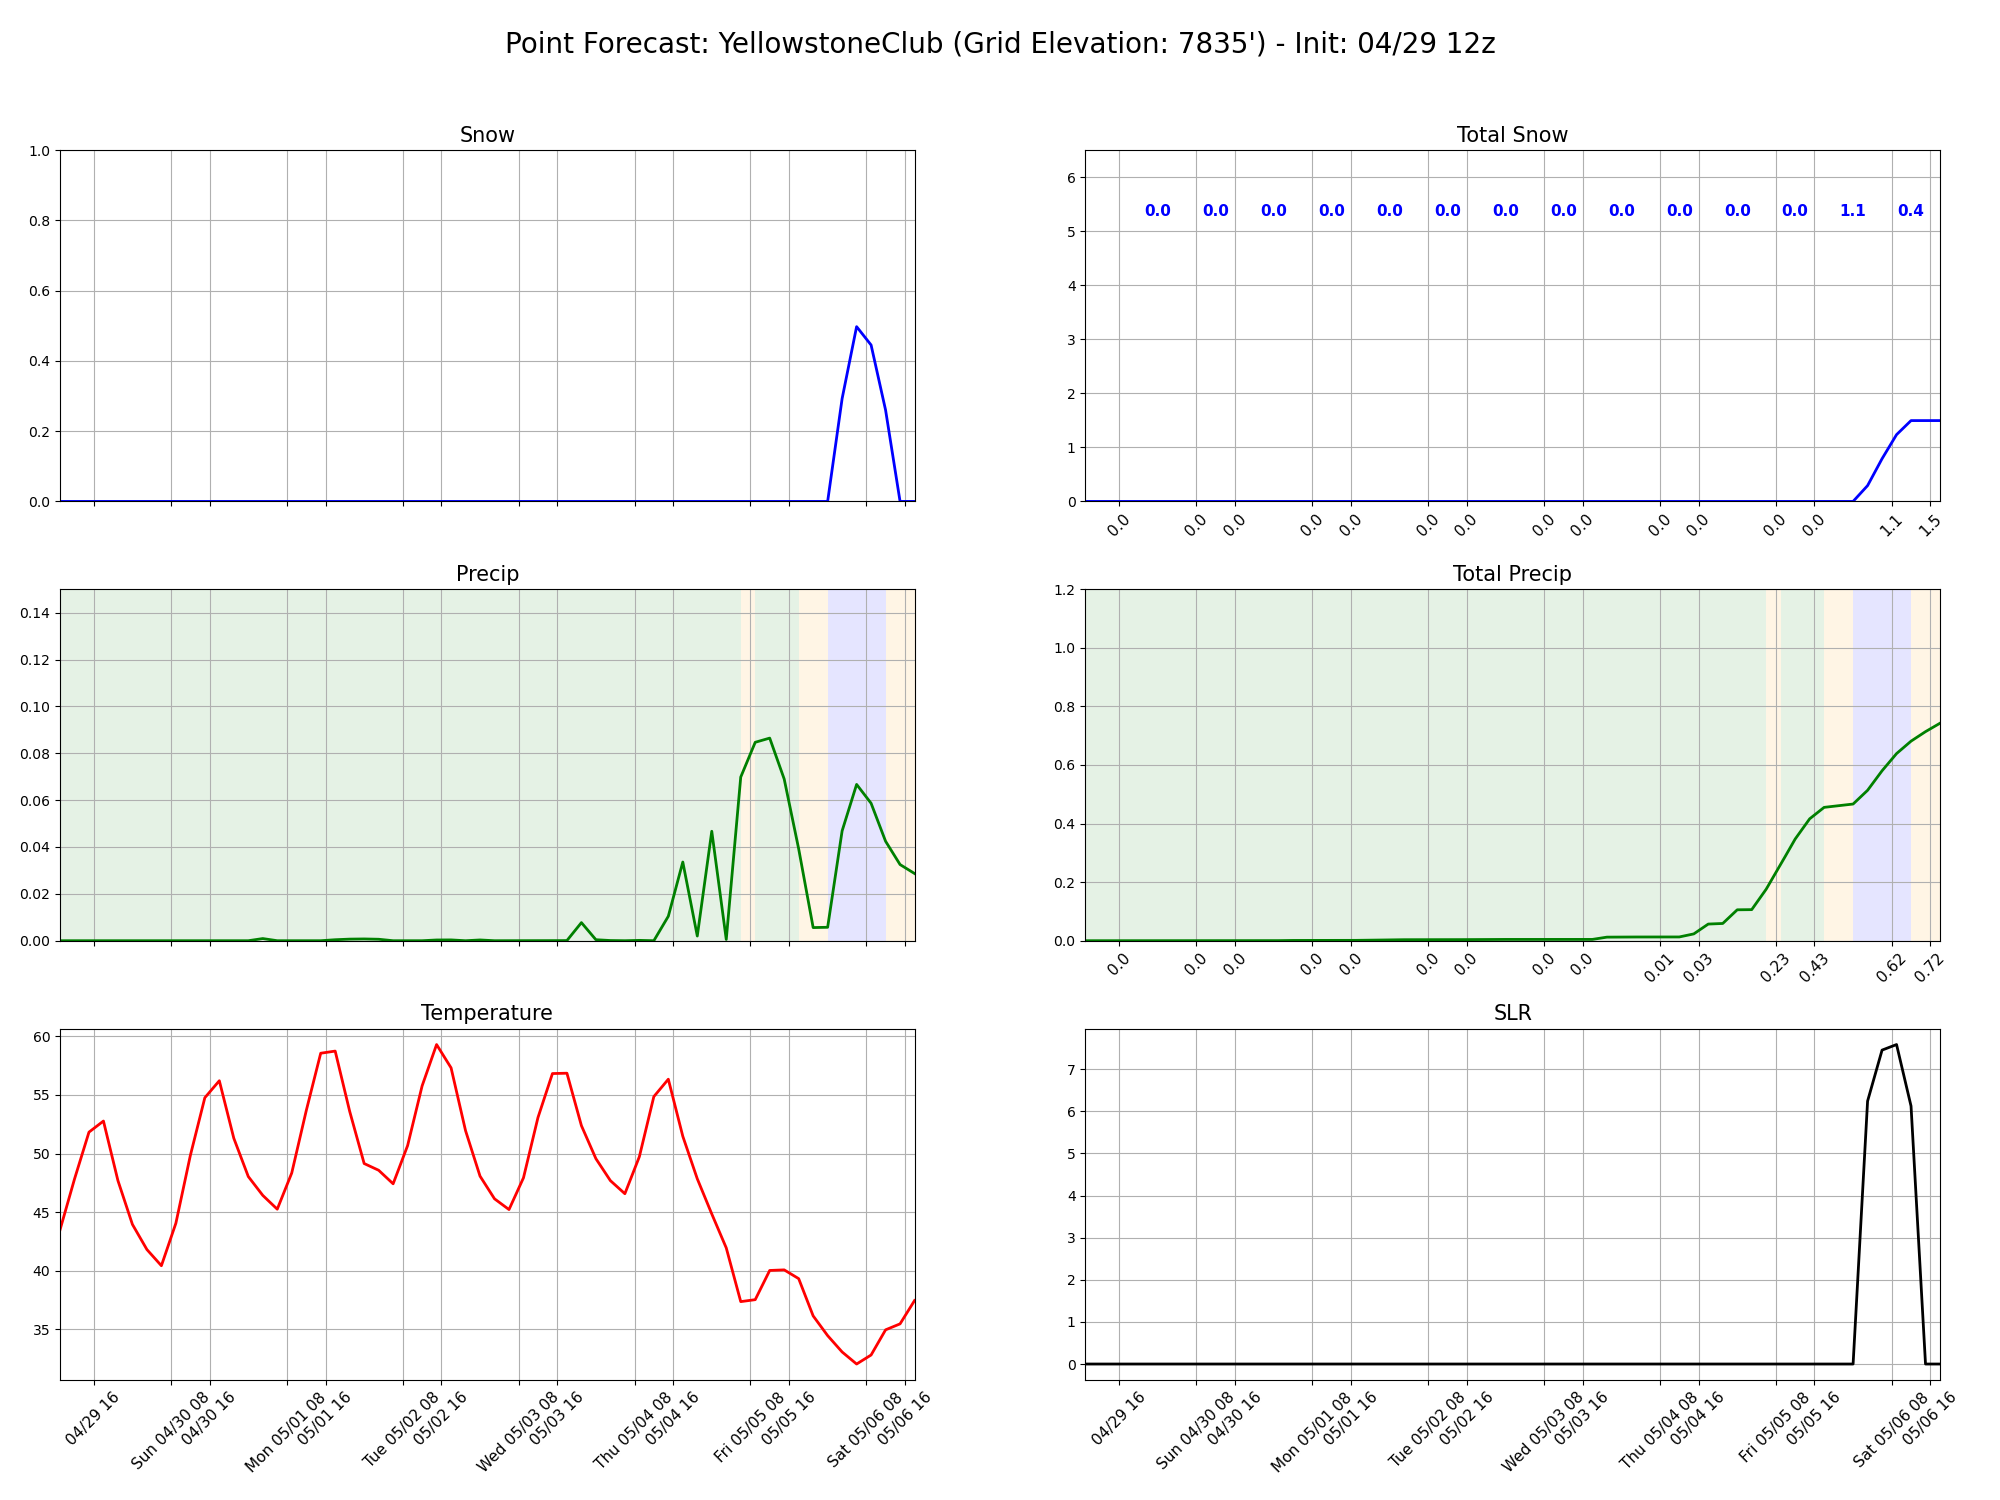 Point Forecast: YellowstoneClub (Grid Elevation: 7835') - Init: 04/29 12z
Snow
1.0
0.8
0.6
0.4
0.2
0.0
Total Snow
6
5
4
3
2
1
0
0.0 0.0 0.0 0.0 0.0 0.0 0.0 0.0 0.0 0.0 0.0 0.0 1.1 0.4
0.0 0.0 0.0 0.0 0.0 0.0 0.0 0.0 0.0 0.0 0.0 0.0 0.0 1.1 1.5
Precip
0.14
0.12
0.10
0.08
0.06
0.04
0.02
0.00
Total Precip
1.2
1.0
0.8
0.6
0.4
0.2
0.0
0.0 0.0 0.0 0.0 0.0 0.0 0.0 0.0 0.0 0.01 0.03 0.23 0.43 0.62 0.72
Temperature
60
55
50
45
40
35
04/29 16
Sun 04/30 08
04/30 16
Mon 05/01 08
05/01 16
Tue 05/02 08
05/02 16
Wed 05/03 08
05/03 16
Thu 05/04 08
05/04 16
Fri 05/05 08
05/05 16
Sat 05/06 08
05/06 16
SLR
7
6
5
4
3
2
1
0
04/29 16
Sun 04/30 08
04/30 16
Mon 05/01 08
05/01 16
Tue 05/02 08
05/02 16
Wed 05/03 08
05/03 16
Thu 05/04 08
05/04 16
Fri 05/05 08
05/05 16
Sat 05/06 08
05/06 16